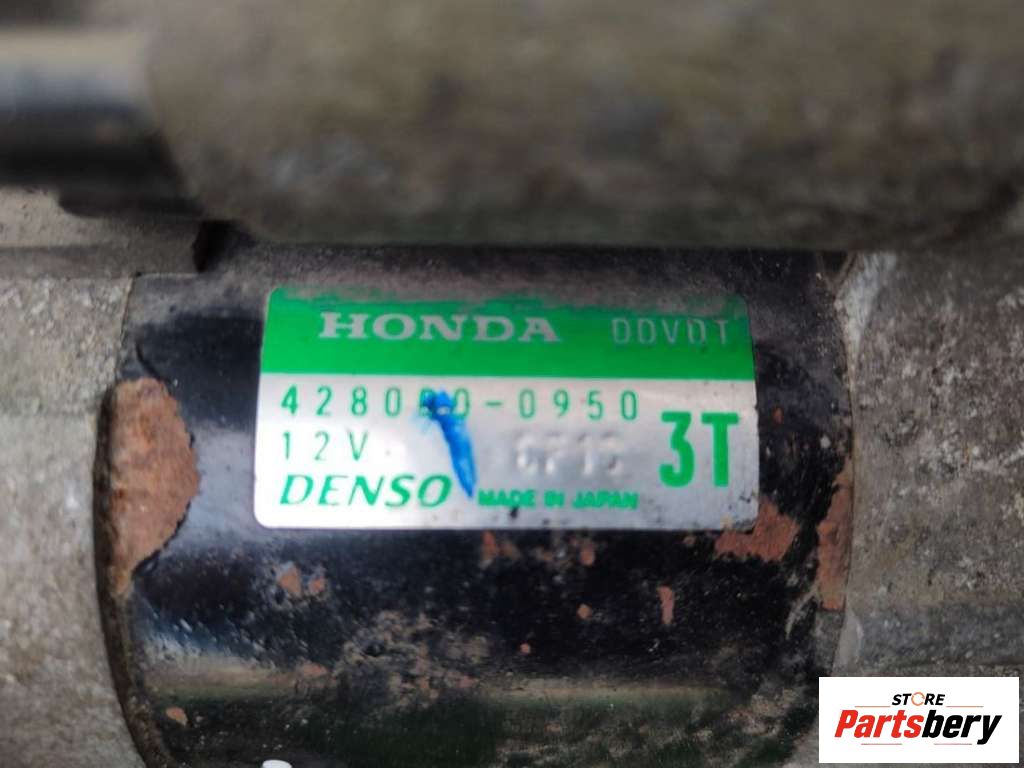 HONDA DDVDT
428000-0950
12V 3T
DENSO MADE IN JAPAN
STORE
Partsbery